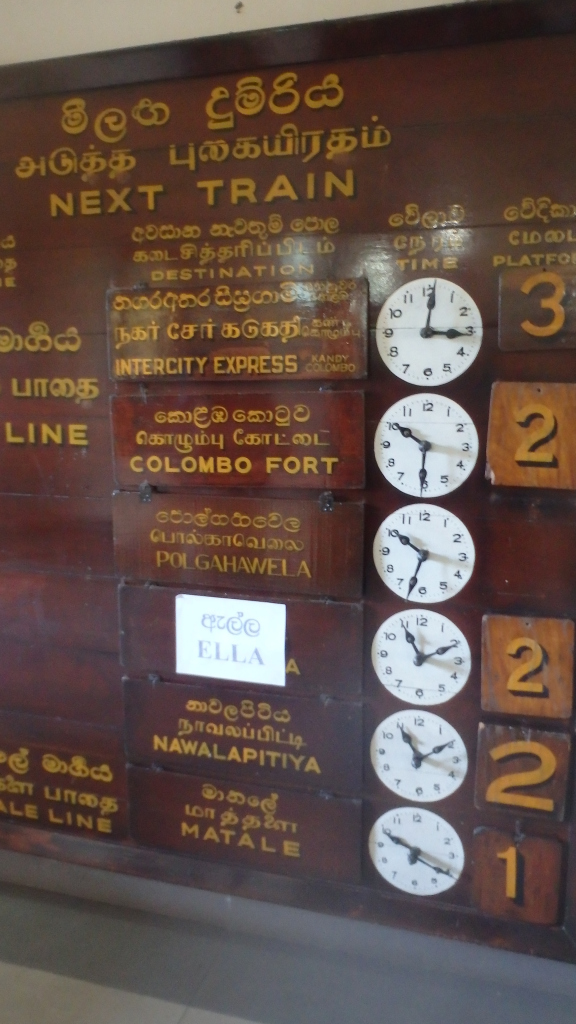 මීලඟ දුම්රිය
அடுத்த புகையிரதம்
NEXT TRAIN
අවසාන නැවතුම් පොල
கடைசித்தரிப்பிடம்
DESTINATION
වේලාව
நேரம்
TIME
වේදිකා
மேடை
PLATFO
නගරාන්තර සීඝ්‍රගාමී
நகர் சேர் கடுகதி
INTERCITY EXPRESS
KANDY
COLOMBO
3
මාගීය
பாதை
LINE
කොළඹ කොටුව
கொழும்பு கோட்டை
COLOMBO FORT
2
පොල්ගහවෙල
பொல்காவெலை
POLGAHAWELA
ඇල්ල
ELLA
A
2
නාවලපිටිය
நாவலப்பிட்டி
NAWALAPITIYA
2
ලේ මාගීය
ளை பாதை
ALE LINE
මාතලේ
மாத்தளை
MATALE
1